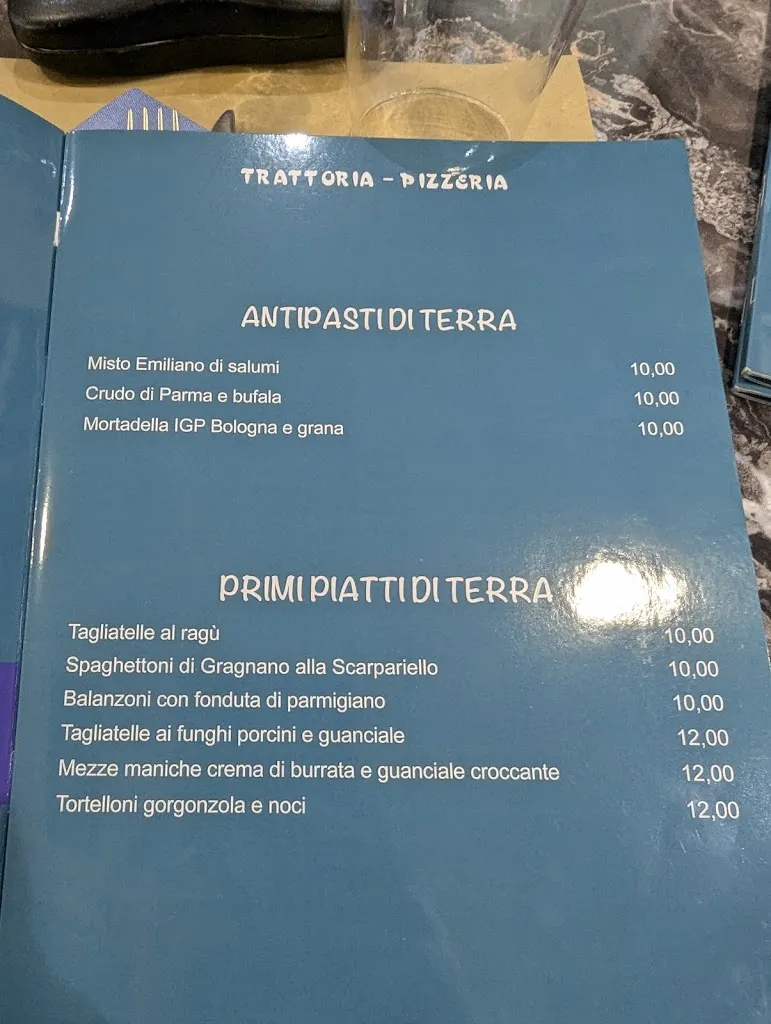 TRATTORIA - PIZZERIA
ANTIPASTI DI TERRA
Misto Emiliano di salumi 10,00
Crudo di Parma e bufala 10,00
Mortadella IGP Bologna e grana 10,00
PRIMI PIATTI DI TERRA
Tagliatelle al ragù 10,00
Spaghettoni di Gragnano alla Scarpariello 10,00
Balanzoni con fonduta di parmigiano 10,00
Tagliatelle ai funghi porcini e guanciale 12,00
Mezze maniche crema di burrata e guanciale croccante 12,00
Tortelloni gorgonzola e noci 12,00